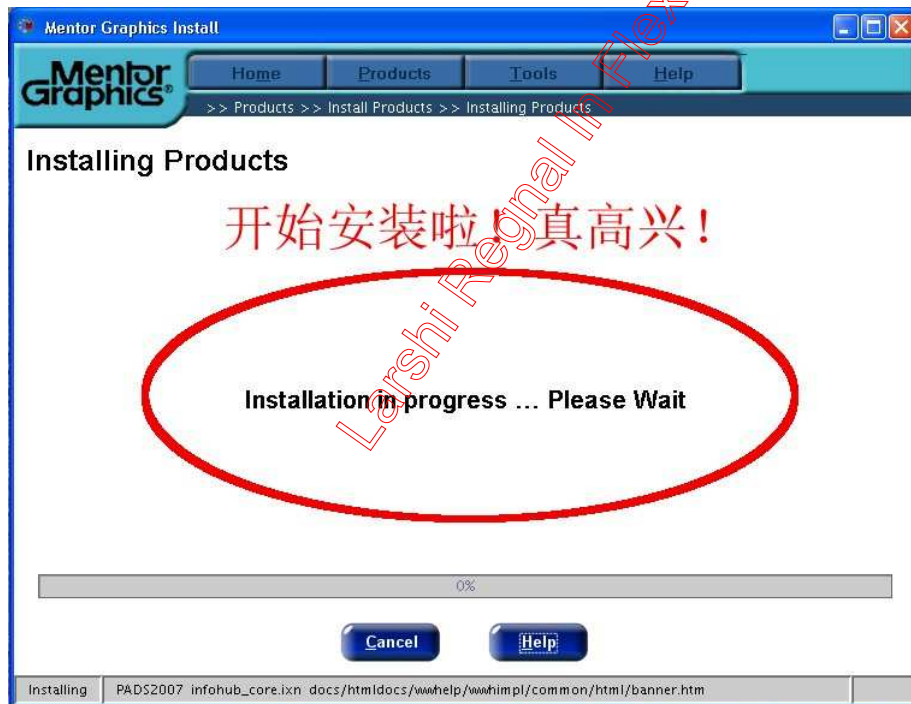 Mentor Graphics Install
Mentor Graphics®
Home Products Tools Help
>> Products >> Install Products >> Installing Products
Installing Products
开始安装啦！真高兴！
Installation in progress ... Please Wait
Larshi Regnal In Flex
0%
Cancel Help
Installing PADS2007 infohub_core.ixn docs/htmldocs/wwhelp/wwhimpl/common/html/banner.htm